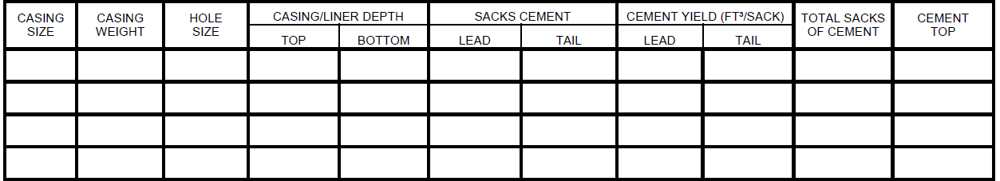 CASING SIZE
CASING WEIGHT
HOLE SIZE
CASING/LINER DEPTH
TOP
BOTTOM
SACKS CEMENT
LEAD
TAIL
CEMENT YIELD (FT³/SACK)
LEAD
TAIL
TOTAL SACKS
OF CEMENT
CEMENT
TOP